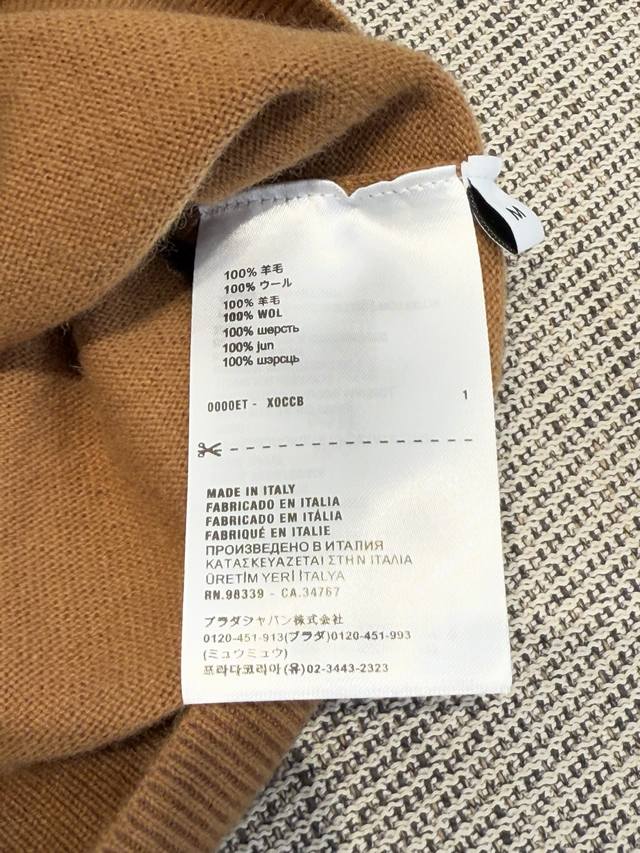 M
100% 羊毛
100% ウール
100% 羊毛
100% WOL
100% шерсть
100% jun
100% шэрсць
0000ET - X0CCB 1
MADE IN ITALY
FABRICADO EN ITALIA
FABRICADO EM ITÁLIA
FABRIQUÉ EN ITALIE
ПРОИЗВЕДЕНО В ИТАЛИЯ
ΚΑΤΑΣΚΕΥΑΖΕΤΑΙ ΣΤΗΝ ΙΤΑΛΙΑ
ÜRETİM YERİ İTALYA
RN.98339 - CA.34767
プラダジャパン株式会社
0120-451-913(プラダ)0120-451-993
(ミュウミュウ)
프라다코리아 (유)02-3443-2323